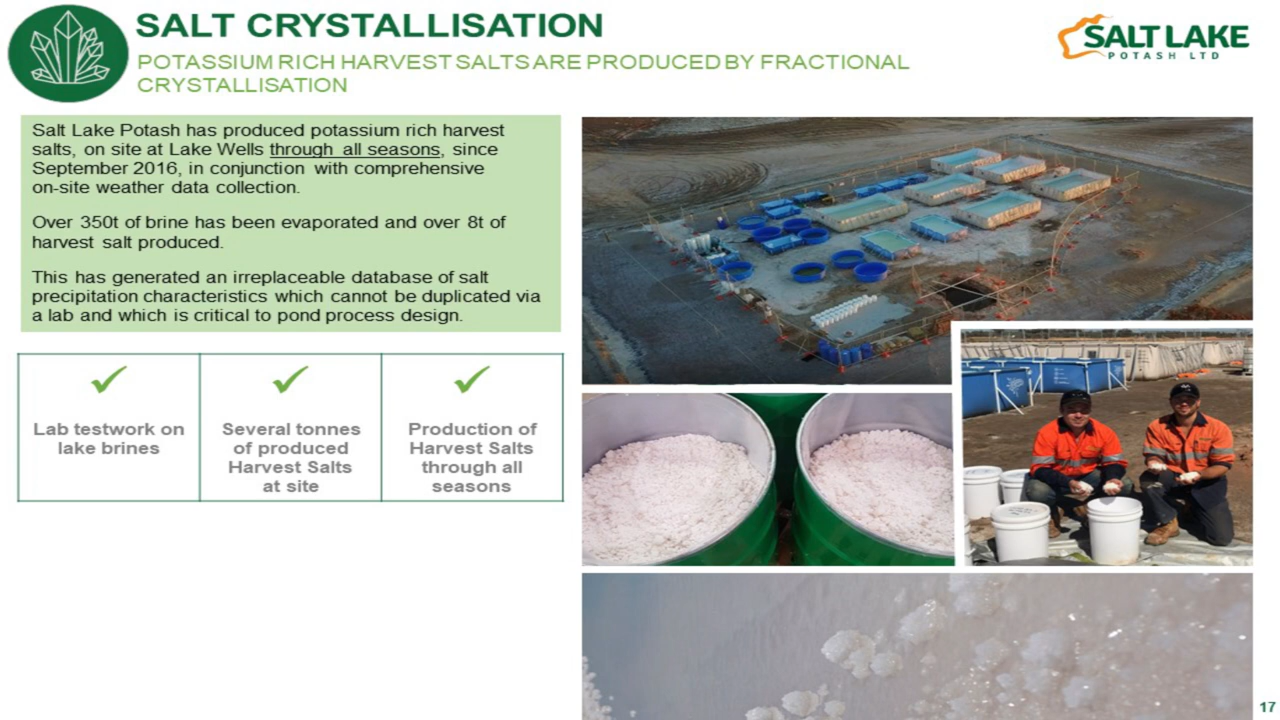 SALT CRYSTALLISATION
POTASSIUM RICH HARVEST SALTS ARE PRODUCED BY FRACTIONAL
CRYSTALLISATION
SALT LAKE
POTASH LTD
Salt Lake Potash has produced potassium rich harvest
salts, on site at Lake Wells through all seasons, since
September 2016, in conjunction with comprehensive
on-site weather data collection.
Over 350t of brine has been evaporated and over 8t of
harvest salt produced.
This has generated an irreplaceable database of salt
precipitation characteristics which cannot be duplicated via
a lab and which is critical to pond process design.
Lab testwork on
lake brines
Several tonnes
of produced
Harvest Salts
at site
Production of
Harvest Salts
through all
seasons
17